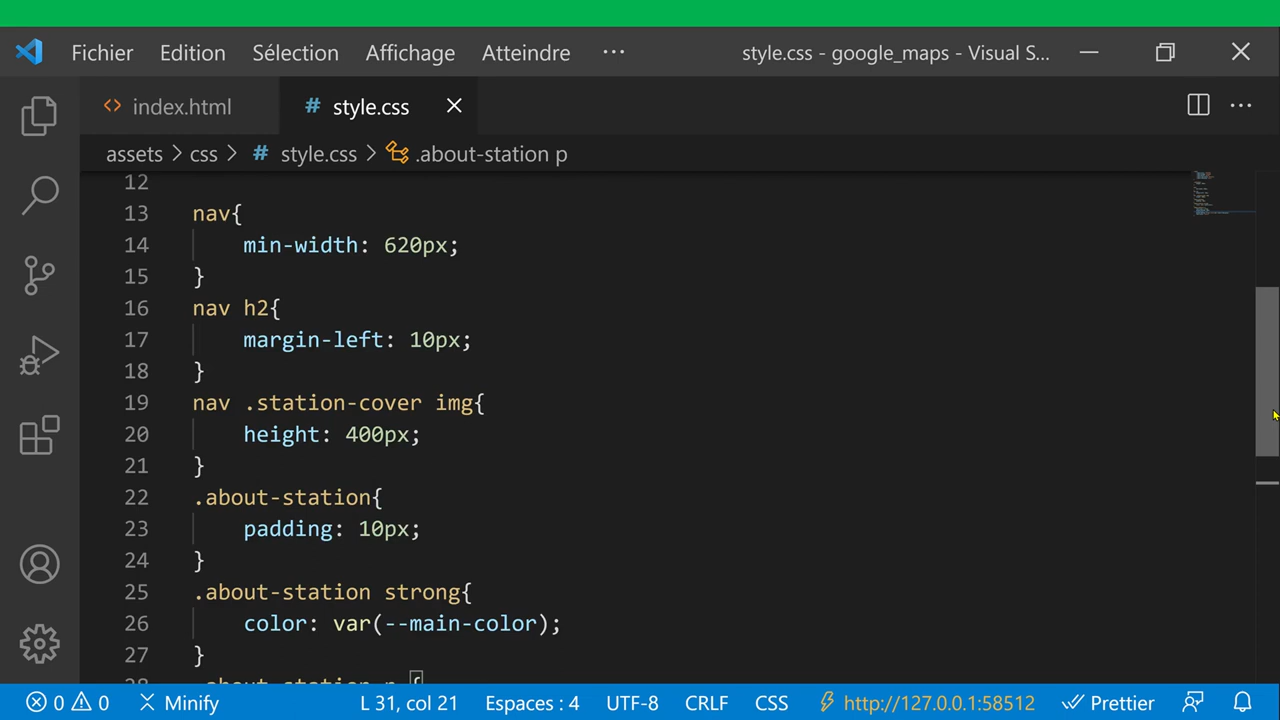 Fichier Edition Sélection Affichage Atteindre ··· style.css - google_maps - Visual S...
index.html # style.css
assets > css > # style.css > .about-station p
12
13 nav{
14 min-width: 620px;
15 }
16 nav h2{
17 margin-left: 10px;
18 }
19 nav .station-cover img{
20 height: 400px;
21 }
22 .about-station{
23 padding: 10px;
24 }
25 .about-station strong{
26 color: var(--main-color);
27 }
28 .about-station p {
0 0 Minify L 31, col 21 Espaces : 4 UTF-8 CRLF CSS http://127.0.0.1:58512 Prettier